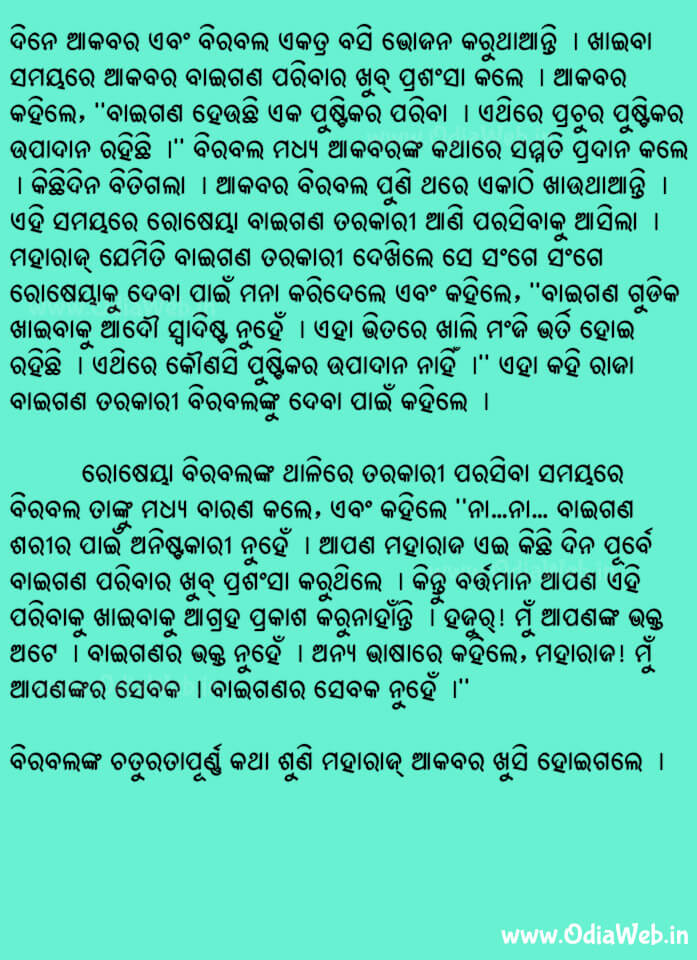 ଦିନେ ଆକବର ଏବଂ ବିରବଲ ଏକତ୍ର ବସି ଭୋଜନ କରୁଥାଆନ୍ତି । ଖାଇବା
ସମୟରେ ଆକବର ବାଇଗଣ ପରିବାର ଖୁବ୍ ପ୍ରଶଂସା କଲେ । ଆକବର
କହିଲେ, "ବାଇଗଣ ହେଉଛି ଏକ ପୁଷ୍ଟିକର ପରିବା । ଏଥିରେ ପ୍ରଚୁର ପୁଷ୍ଟିକର
ଉପାଦାନ ରହିଛି ।" ବିରବଲ ମଧ୍ୟ ଆକବରଙ୍କ କଥାରେ ସମ୍ମତି ପ୍ରଦାନ କଲେ
। କିଛିଦିନ ବିତିଗଲା । ଆକବର ବିରବଲ ପୁଣି ଥରେ ଏକାଠି ଖାଉଥାଆନ୍ତି ।
ଏହି ସମୟରେ ରୋଷେୟା ବାଇଗଣ ତରକାରୀ ଆଣି ପରସିବାକୁ ଆସିଲା ।
ମହାରାଜ୍ ଯେମିତି ବାଇଗଣ ତରକାରୀ ଦେଖିଲେ ସେ ସଂଗେ ସଂଗେ
ରୋଷେୟାକୁ ଦେବା ପାଇଁ ମନା କରିଦେଲେ ଏବଂ କହିଲେ, "ବାଇଗଣ ଗୁଡିକ
ଖାଇବାକୁ ଆଦୌ ସ୍ୱାଦିଷ୍ଟ ନୁହେଁ । ଏହା ଭିତରେ ଖାଲି ମଂଜି ଭର୍ତି ହୋଇ
ରହିଛି । ଏଥିରେ କୌଣସି ପୁଷ୍ଟିକର ଉପାଦାନ ନାହିଁ ।" ଏହା କହି ରାଜା
ବାଇଗଣ ତରକାରୀ ବିରବଲଙ୍କୁ ଦେବା ପାଇଁ କହିଲେ ।
ରୋଷେୟା ବିରବଲଙ୍କ ଥାଳିରେ ତରକାରୀ ପରସିବା ସମୟରେ
ବିରବଲ ତାଙ୍କୁ ମଧ୍ୟ ବାରଣ କଲେ, ଏବଂ କହିଲେ "ନା...ନା... ବାଇଗଣ
ଶରୀର ପାଇଁ ଅନିଷ୍ଟକାରୀ ନୁହେଁ । ଆପଣ ମହାରାଜ ଏଇ କିଛି ଦିନ ପୂର୍ବେ
ବାଇଗଣ ପରିବାର ଖୁବ୍ ପ୍ରଶଂସା କରୁଥିଲେ । କିନ୍ତୁ ବର୍ତ୍ତମାନ ଆପଣ ଏହି
ପରିବାକୁ ଖାଇବାକୁ ଆଗ୍ରହ ପ୍ରକାଶ କରୁନାହାଁନ୍ତି । ହଜୁର୍! ମୁଁ ଆପଣଙ୍କ ଭକ୍ତ
ଅଟେ । ବାଇଗଣର ଭକ୍ତ ନୁହେଁ । ଅନ୍ୟ ଭାଷାରେ କହିଲେ, ମହାରାଜ! ମୁଁ
ଆପଣଙ୍କର ସେବକ । ବାଇଗଣର ସେବକ ନୁହେଁ ।"
ବିରବଲଙ୍କ ଚତୁରତାପୂର୍ଣ୍ଣ କଥା ଶୁଣି ମହାରାଜ୍ ଆକବର ଖୁସି ହୋଇଗଲେ ।
www.OdiaWeb.in